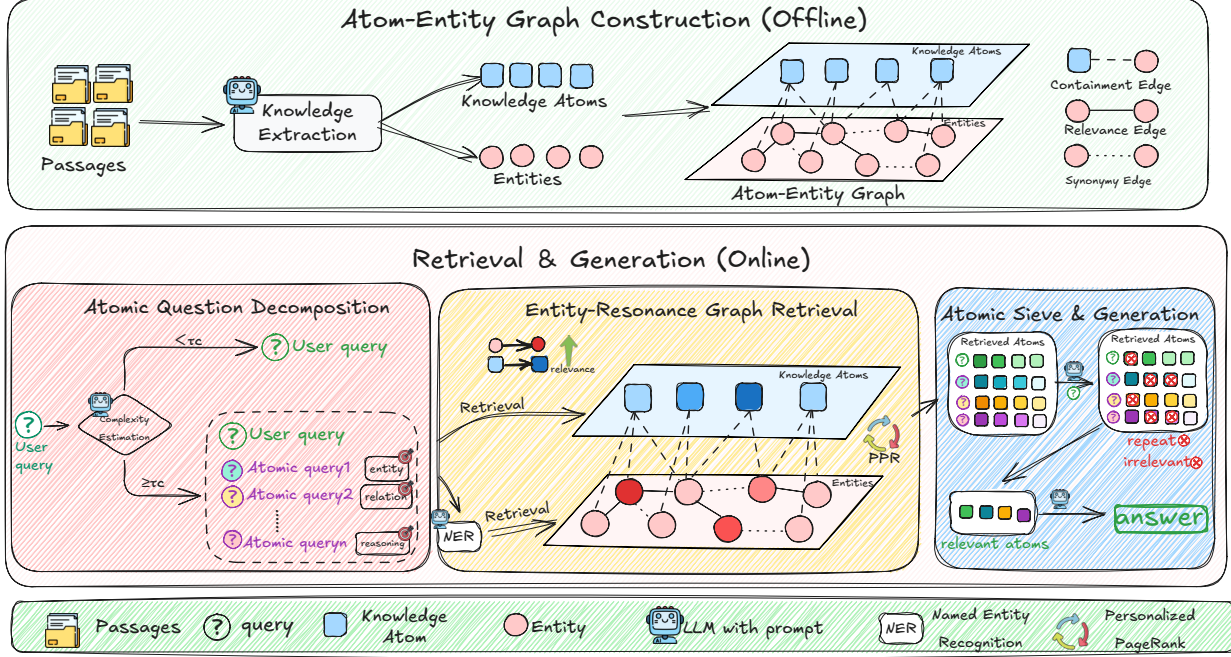 Atom-Entity Graph Construction (Offline)
Passages
Knowledge
Extraction
Knowledge Atoms
Entities
Knowledge Atoms
Entities
Atom-Entity Graph
Containment Edge
Relevance Edge
Synonymy Edge
Retrieval & Generation (Online)
Atomic Question Decomposition
?
User
query
Complexity
Estimation
<τc
≥τc
? User query
? User query
? Atomic query1
entity
? Atomic query2
relation
? Atomic queryn
reasoning
Entity-Resonance Graph Retrieval
relevance
Retrieval
Retrieval
NER
Knowledge Atoms
Entities
PPR
Atomic Sieve & Generation
Retrieved Atoms
?
?
?
?
?
Retrieved Atoms
?
?
?
?
repeat
irrelevant
relevant atoms
answer
Passages
? query
Knowledge
Atom
Entity
LLM with prompt
NER
Named Entity
Recognition
Personalized
PageRank